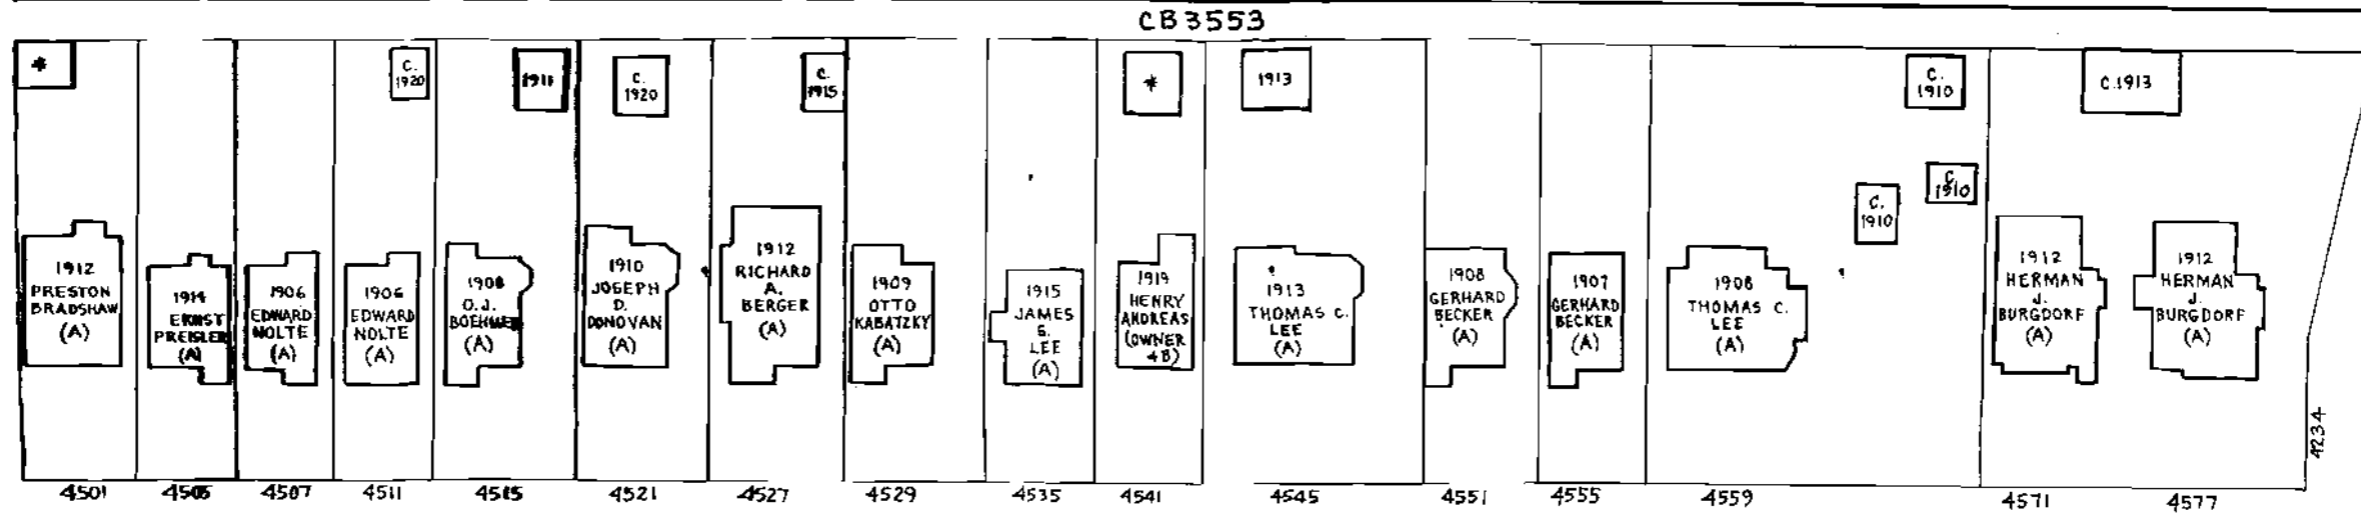 CB3553
*
C.
1920
1911
C.
1920
C.
1915
*
1913
C.
1910
C.1913
C.
1910
C.
1910
1912
PRESTON
BRADSHAW
(A)
1914
ERNST
PREISLER
(A)
1906
EDWARD
NOLTE
(A)
1906
EDWARD
NOLTE
(A)
1908
O.J.
BOEHMER
(A)
1910
JOSEPH
D.
DONOVAN
(A)
1912
RICHARD
A.
BERGER
(A)
1909
OTTO
KABATZKY
(A)
1915
JAMES
S.
LEE
(A)
1919
HENRY
ANDREAS
(OWNER
&B)
1913
THOMAS C.
LEE
(A)
1908
GERHARD
BECKER
(A)
1907
GERHARD
BECKER
(A)
1908
THOMAS C.
LEE
(A)
1912
HERMAN
J.
BURGDORF
(A)
1912
HERMAN
J.
BURGDORF
(A)
4234
4501 4505 4507 4511 4515 4521 4527 4529 4535 4541 4545 4551 4555 4559 4571 4577